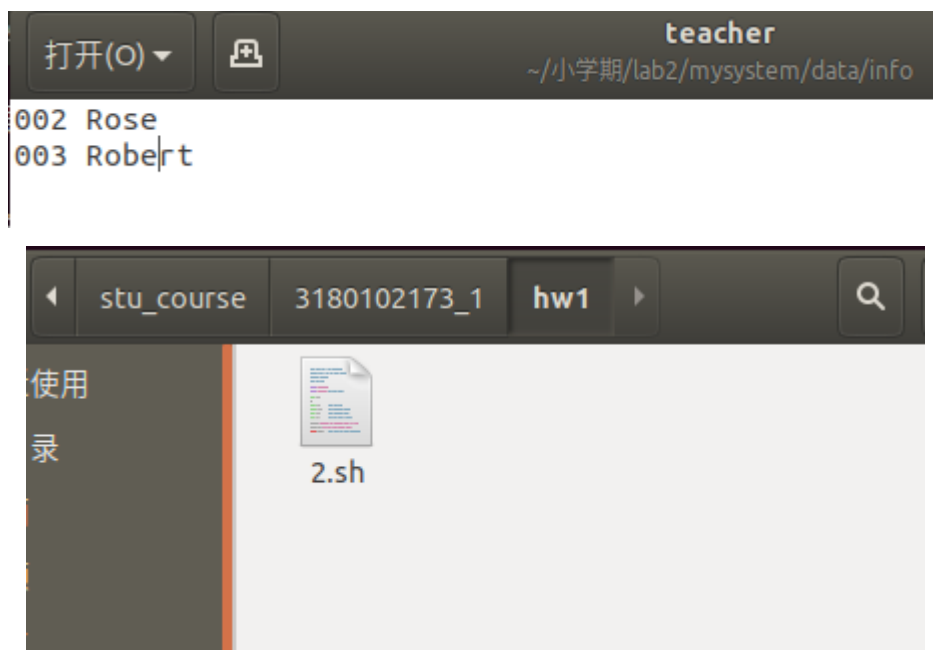 打开(O)
teacher
~/小学期/lab2/mysystem/data/info
002 Rose
003 Robert
stu_course 3180102173_1 hw1
使用
录
2.sh